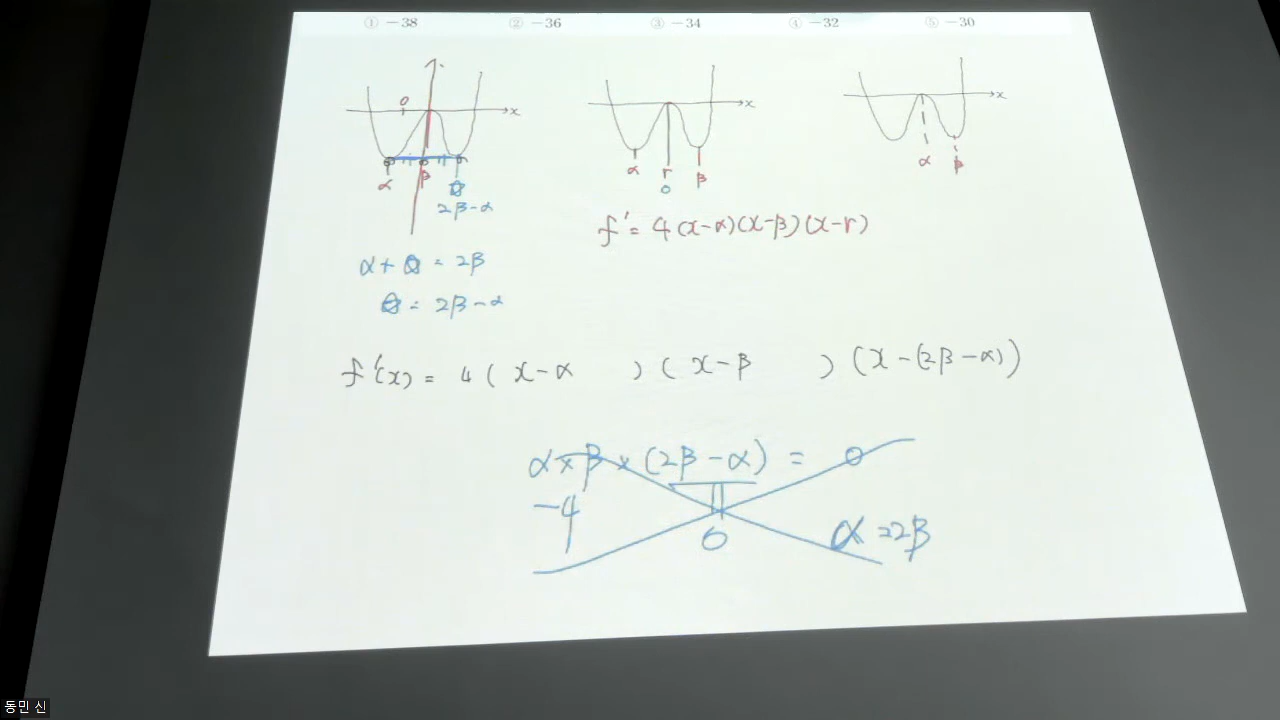 ① −38 ② −36 ③ −34 ④ −32 ⑤ −30
0 x x x
α β
2β−α
α r β
0
α β
f' = 4(x−α)(x−β)(x−r)
α + θ = 2β
θ = 2β−α
f'(x) = 4( x−α ) ( x−β ) (x−(2β−α))
α × β × (2β−α) = 0
−4
0 α = 2β
동민 신